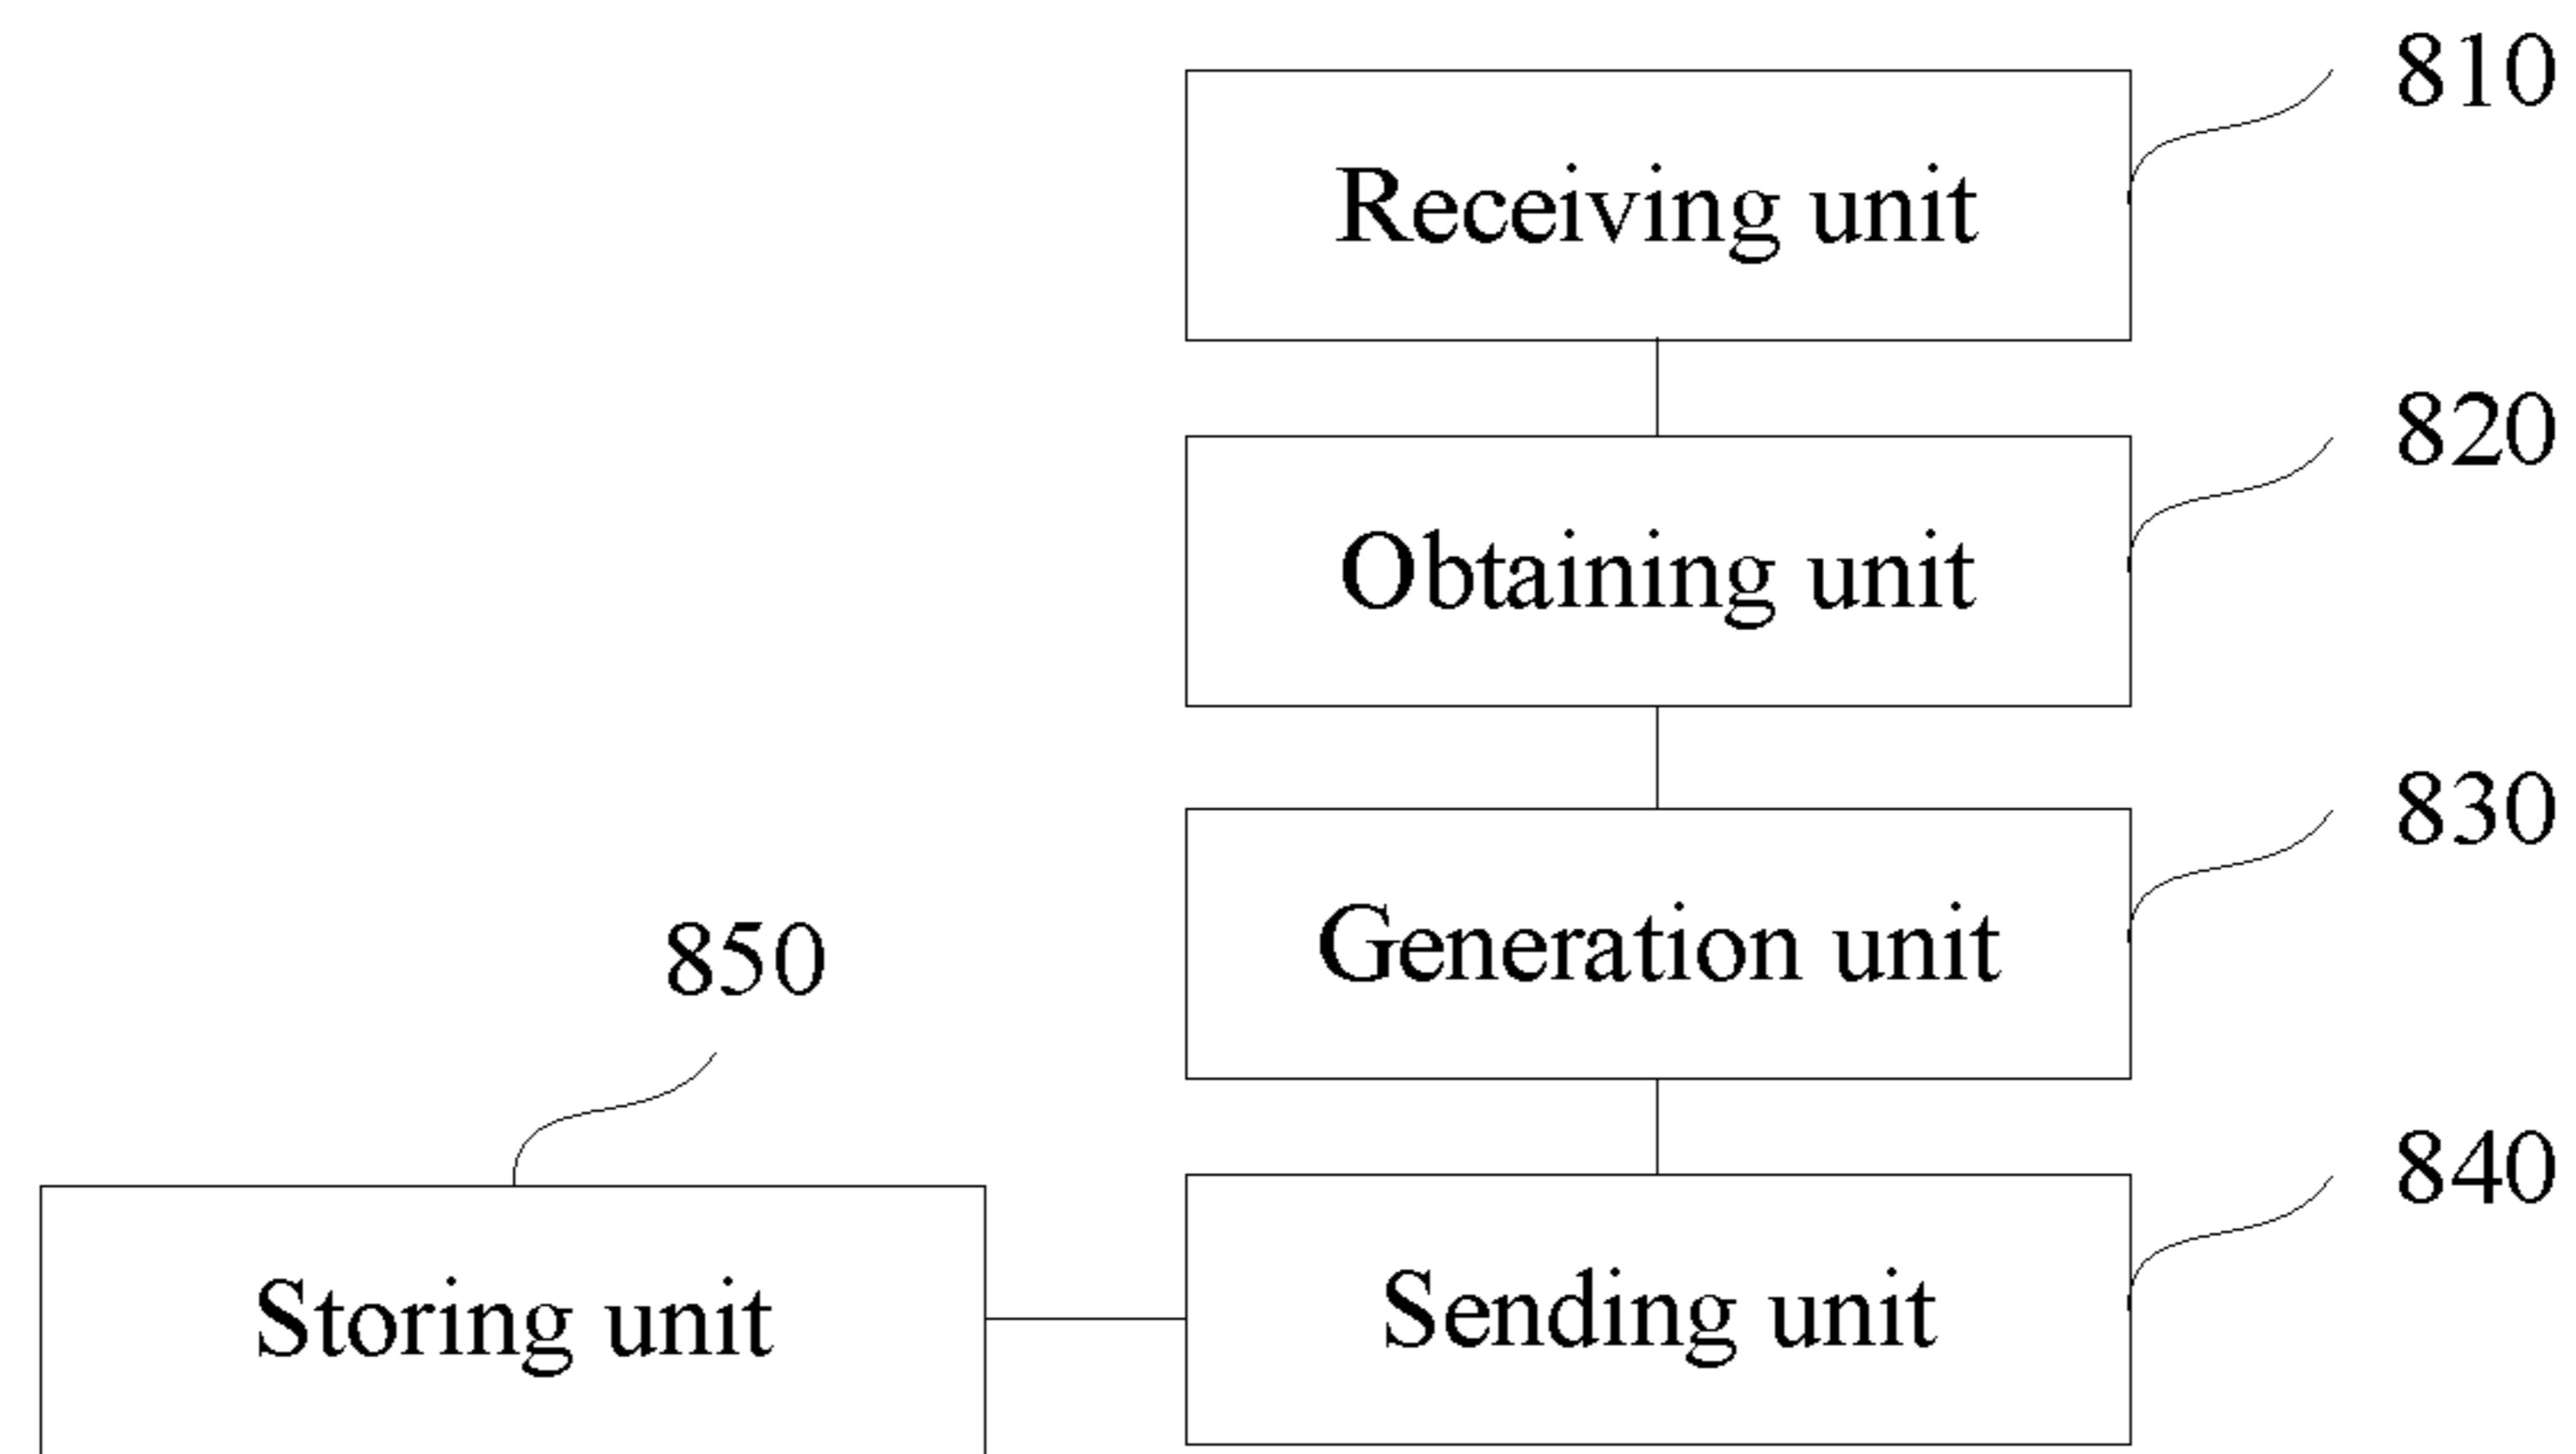 810
Receiving unit
820
Obtaining unit
830
Generation unit
850
840
Storing unit
Sending unit